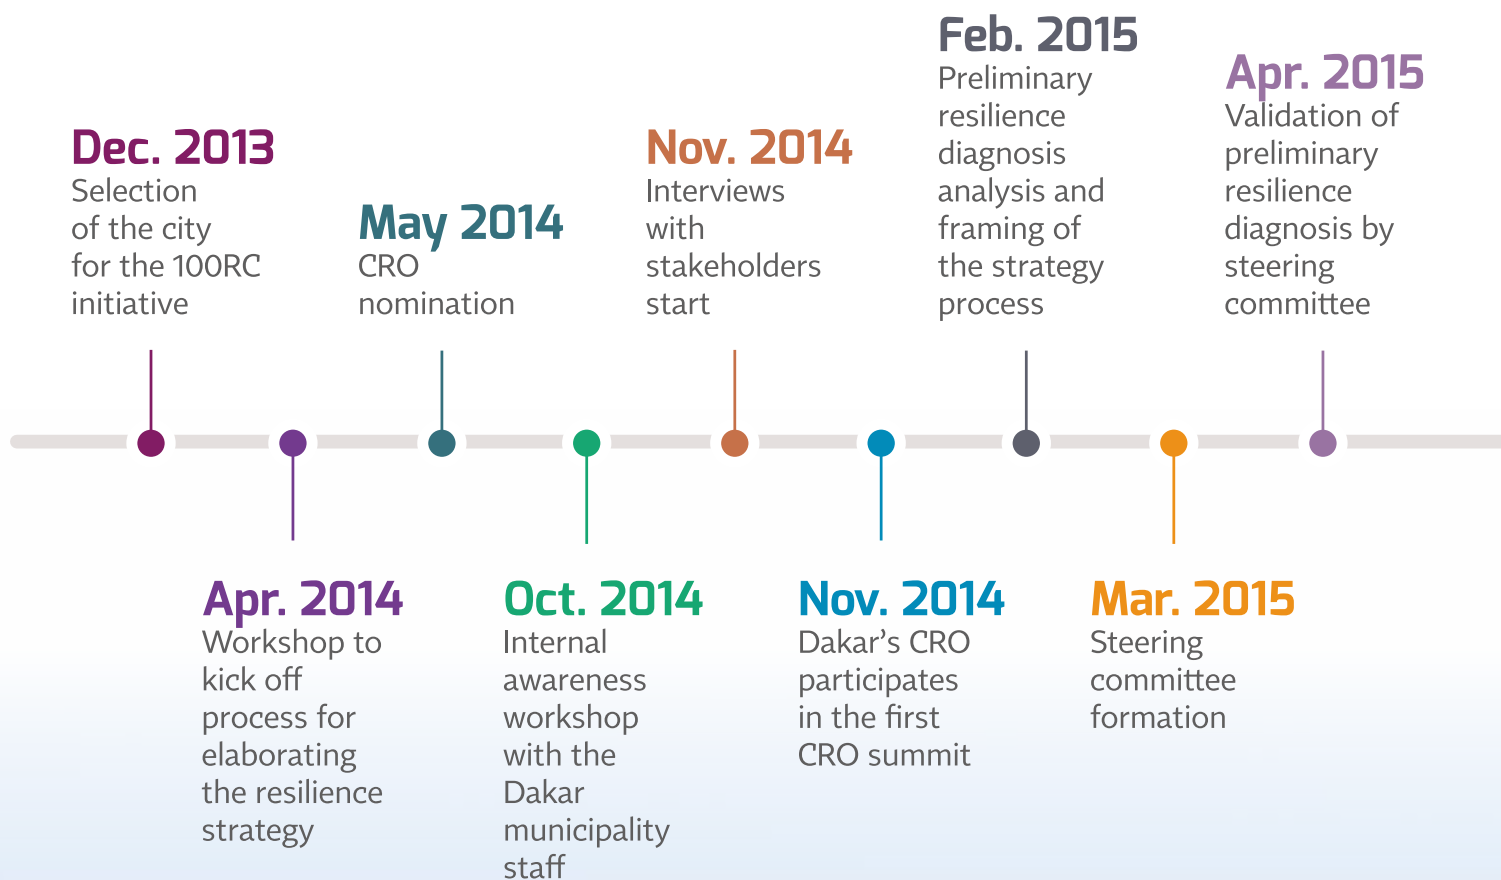 Dec. 2013
Selection
of the city
for the 100RC
initiative
Apr. 2014
Workshop to
kick off
process for
elaborating
the resilience
strategy
May 2014
CRO
nomination
Oct. 2014
Internal
awareness
workshop
with the
Dakar
municipality
staff
Nov. 2014
Interviews
with
stakeholders
start
Nov. 2014
Dakar’s CRO
participates
in the first
CRO summit
Feb. 2015
Preliminary
resilience
diagnosis
analysis and
framing of
the strategy
process
Mar. 2015
Steering
committee
formation
Apr. 2015
Validation of
preliminary
resilience
diagnosis by
steering
committee